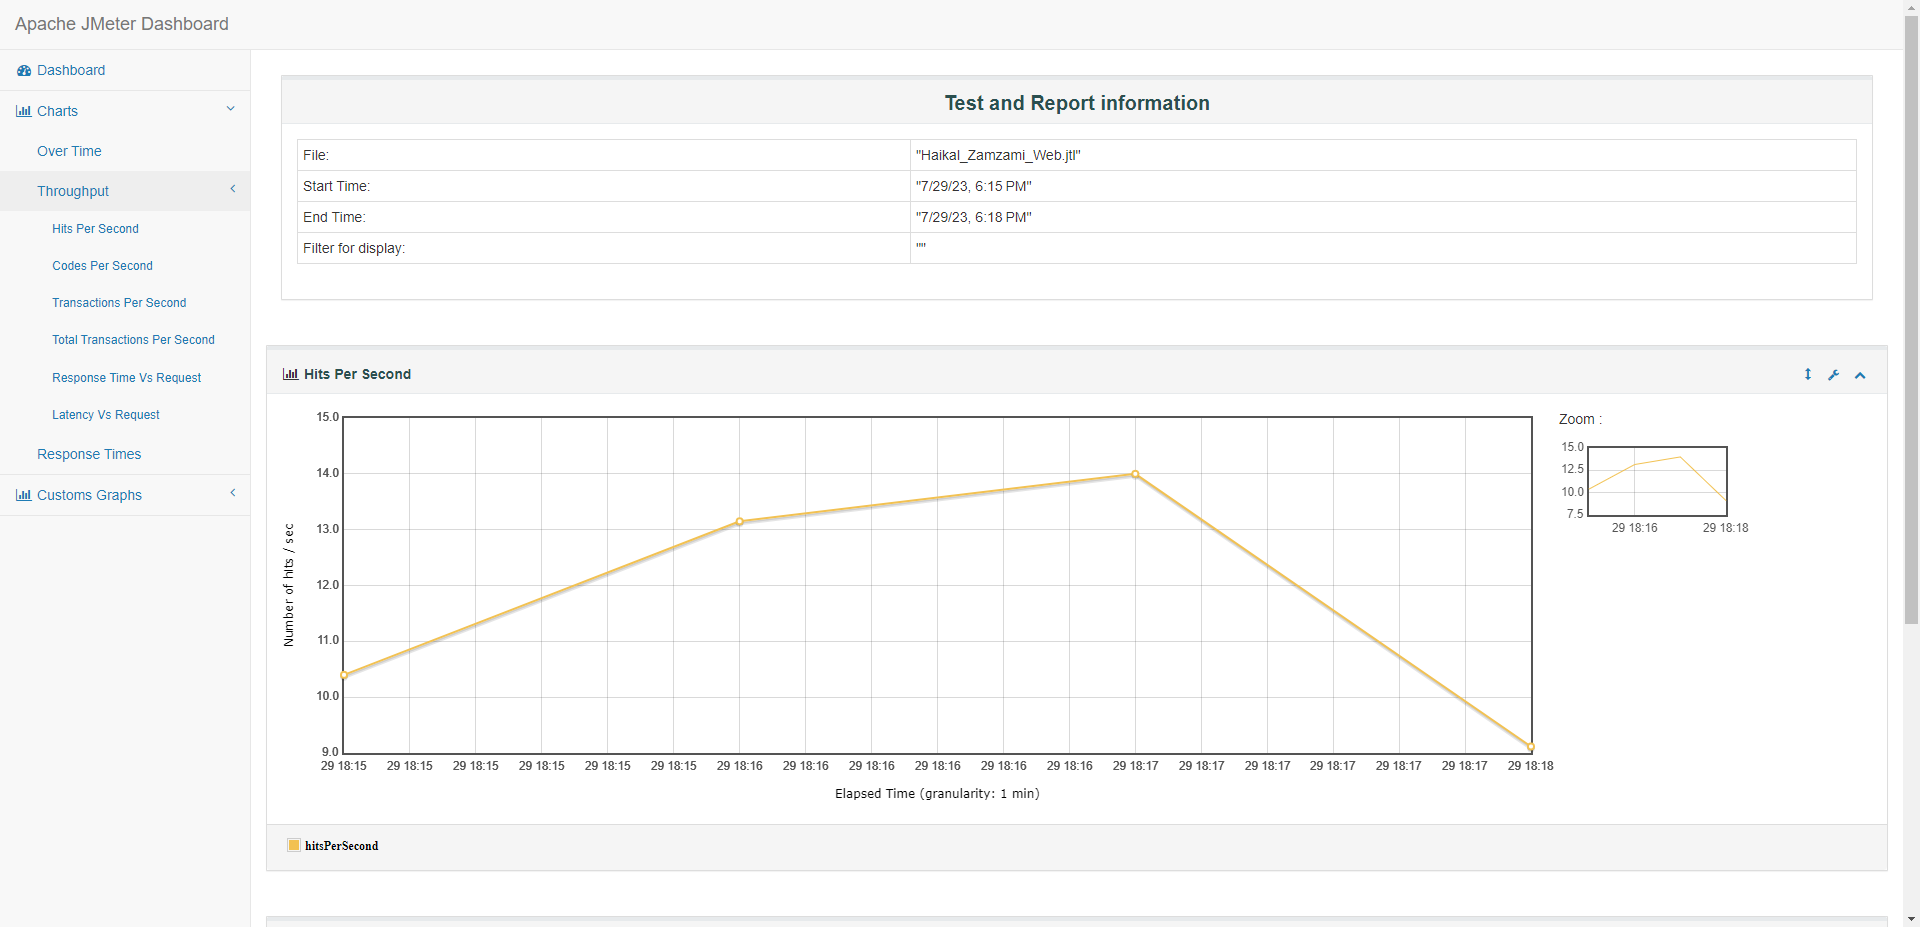 Apache JMeter Dashboard
Dashboard
Charts
Over Time
Throughput
Hits Per Second
Codes Per Second
Transactions Per Second
Total Transactions Per Second
Response Time Vs Request
Latency Vs Request
Response Times
Customs Graphs
Test and Report information
File: "Haikal_Zamzami_Web.jtl"
Start Time: "7/29/23, 6:15 PM"
End Time: "7/29/23, 6:18 PM"
Filter for display: ""
Hits Per Second
15.0
14.0
13.0
12.0
11.0
10.0
9.0
Number of hits / sec
29 18:15 29 18:15 29 18:15 29 18:15 29 18:15 29 18:15 29 18:16 29 18:16 29 18:16 29 18:16 29 18:16 29 18:16 29 18:17 29 18:17 29 18:17 29 18:17 29 18:17 29 18:17 29 18:18
Elapsed Time (granularity: 1 min)
Zoom :
15.0
12.5
10.0
7.5
29 18:16 29 18:18
hitsPerSecond